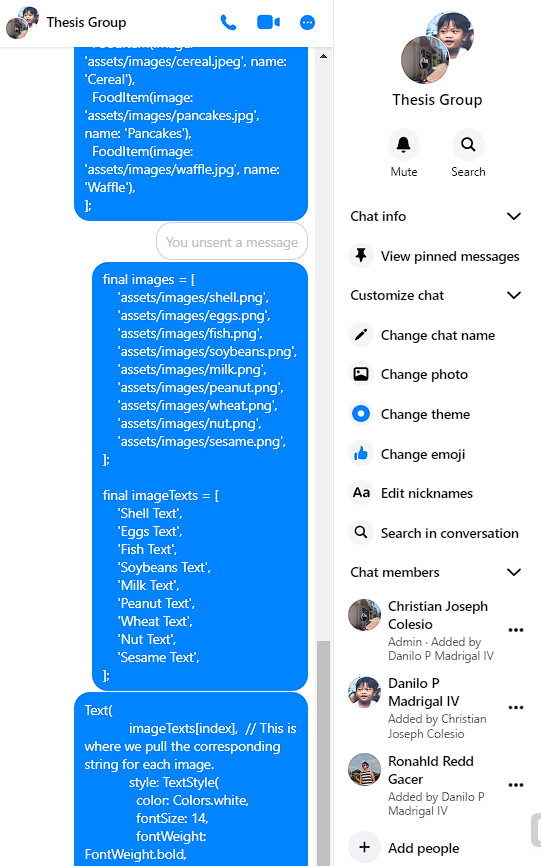 Thesis Group
FoodItem(image:
'assets/images/cereal.jpeg', name:
'Cereal'),
FoodItem(image:
'assets/images/pancakes.jpg',
name: 'Pancakes'),
FoodItem(image:
'assets/images/waffle.jpg', name:
'Waffle'),
];
You unsent a message
final images = [
'assets/images/shell.png',
'assets/images/eggs.png',
'assets/images/fish.png',
'assets/images/soybeans.png',
'assets/images/milk.png',
'assets/images/peanut.png',
'assets/images/wheat.png',
'assets/images/nut.png',
'assets/images/sesame.png',
];
final imageTexts = [
'Shell Text',
'Eggs Text',
'Fish Text',
'Soybeans Text',
'Milk Text',
'Peanut Text',
'Wheat Text',
'Nut Text',
'Sesame Text',
];
Text(
imageTexts[index], // This is
where we pull the corresponding
string for each image.
style: TextStyle(
color: Colors.white,
fontSize: 14,
fontWeight:
FontWeight.bold,
Thesis Group
Mute
Search
Chat info
View pinned messages
Customize chat
Change chat name
Change photo
Change theme
Change emoji
Aa Edit nicknames
Search in conversation
Chat members
Christian Joseph
Colesio
Admin · Added by
Danilo P Madrigal IV
Danilo P
Madrigal IV
Added by Christian
Joseph Colesio
Ronahld Redd
Gacer
Added by Danilo P
Madrigal IV
Add people